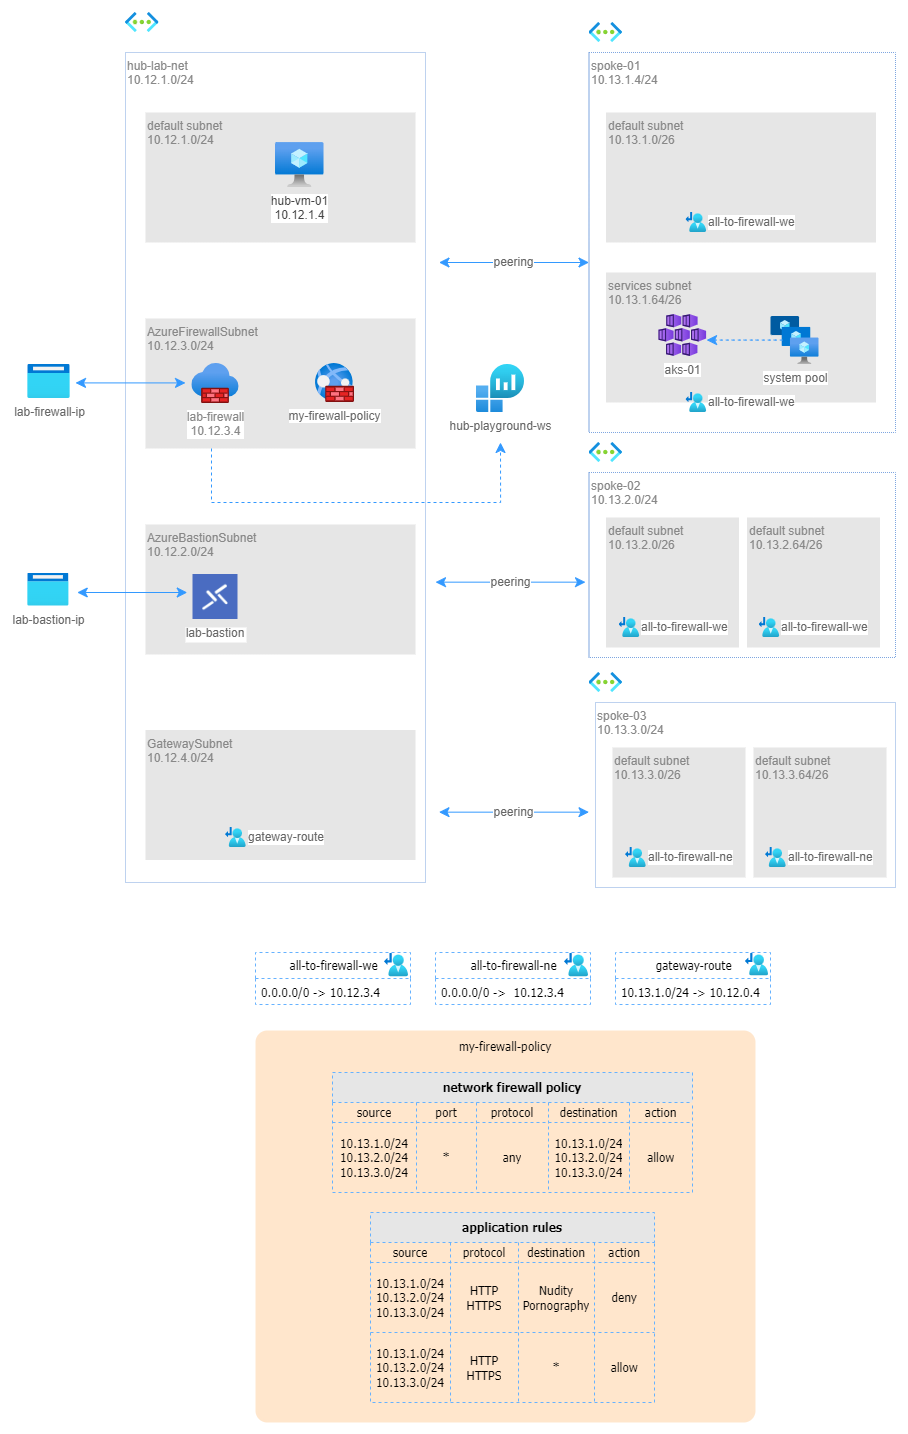 hub-lab-net
10.12.1.0/24
default subnet
10.12.1.0/24
hub-vm-01
10.12.1.4
AzureFirewallSubnet
10.12.3.0/24
lab-firewall
10.12.3.4
my-firewall-policy
lab-firewall-ip
AzureBastionSubnet
10.12.2.0/24
lab-bastion
lab-bastion-ip
GatewaySubnet
10.12.4.0/24
gateway-route
peering
hub-playground-ws
peering
peering
spoke-01
10.13.1.4/24
default subnet
10.13.1.0/26
all-to-firewall-we
services subnet
10.13.1.64/26
aks-01
system pool
all-to-firewall-we
spoke-02
10.13.2.0/24
default subnet
10.13.2.0/26
all-to-firewall-we
default subnet
10.13.2.64/26
all-to-firewall-we
spoke-03
10.13.3.0/24
default subnet
10.13.3.0/26
all-to-firewall-ne
default subnet
10.13.3.64/26
all-to-firewall-ne
all-to-firewall-we
0.0.0.0/0 -> 10.12.3.4
all-to-firewall-ne
0.0.0.0/0 -> 10.12.3.4
gateway-route
10.13.1.0/24 -> 10.12.0.4
my-firewall-policy
network firewall policy
source port protocol destination action
10.13.1.0/24 10.13.1.0/24
10.13.2.0/24 * any 10.13.2.0/24 allow
10.13.3.0/24 10.13.3.0/24
application rules
source protocol destination action
10.13.1.0/24 HTTP Nudity
10.13.2.0/24 deny
10.13.3.0/24 HTTPS Pornography
10.13.1.0/24 HTTP
10.13.2.0/24 * allow
10.13.3.0/24 HTTPS